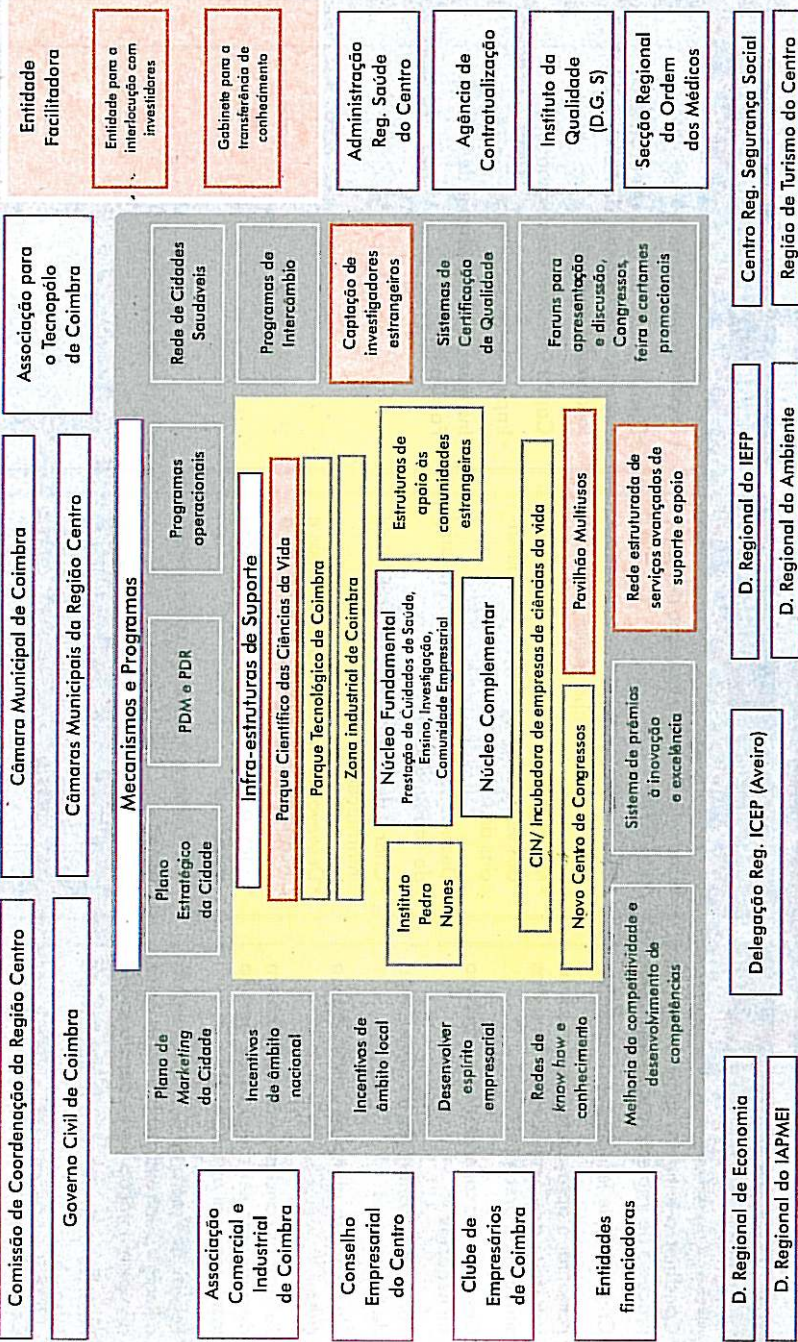 Comissão de Coordenação da Região Centro
Governo Civil de Coimbra
Câmara Municipal de Coimbra
Câmaras Municipais da Região Centro
Associação para
o Tecnopólo
de Coimbra
Entidade
Facilitadora
Entidade para a
interlocução com
investidores
Gabinete para a
transferência de
conhedimento
Associação
Comercial e
Industrial
de Coimbra
Conselho
Empresarial
do Centro
Clube de
Empresários
de Coimbra
Entidades
financiadoras
Mecanismos e Programas
Plano de
Marketing
da Cidade
Plano
Estratégico
da Cidade
PDM e PDR
Programas
operacionais
Rede de Cidades
Saudáveis
Incentivos
de âmbito
nacional
Incentivos de
âmbito local
Desenvolver
espírito
empresarial
Redes de
know how e
conhecimento
Infra-estruturas de Suporte
Parque Científico das Ciências da Vida
Parque Tecnológico de Coimbra
Zona industrial de Coimbra
Instituto
Pedro
Nunes
Núcleo Fundamental
Prestação de Cuidados de Saúde,
Ensino, Investigação,
Comunidade Empresarial
Núcleo Complementar
Estruturas de
apoio às
comunidades
estrangeiras
CIN/ Incubadora de empresas de ciências da vida
Novo Centro de Congressos
Pavilhão Multiusos
Programas de
Intercâmbio
Captação de
investigadores
estrangeiros
Sistemas de
Certificação
de Qualidade
Foruns para
apresentação
e discussão,
Congressos,
feira e certames
promocionais
Melhoria da competitividade e
desenvolvimento de
competências
Sistema de prémios
à inovação
e excelência
Rede estruturada de
serviços avançados de
suporte e apoio
Administração
Reg. Saúde
do Centro
Agência de
Contratualização
Instituto da
Qualidade
(D.G. S)
Secção Regional
da Ordem
dos Médicos
D. Regional de Economia
D. Regional do IAPMEI
Delegação Reg. ICEP (Aveiro)
D. Regional do IEFP
D. Regional do Ambiente
Centro Reg. Segurança Social
Região de Turismo do Centro